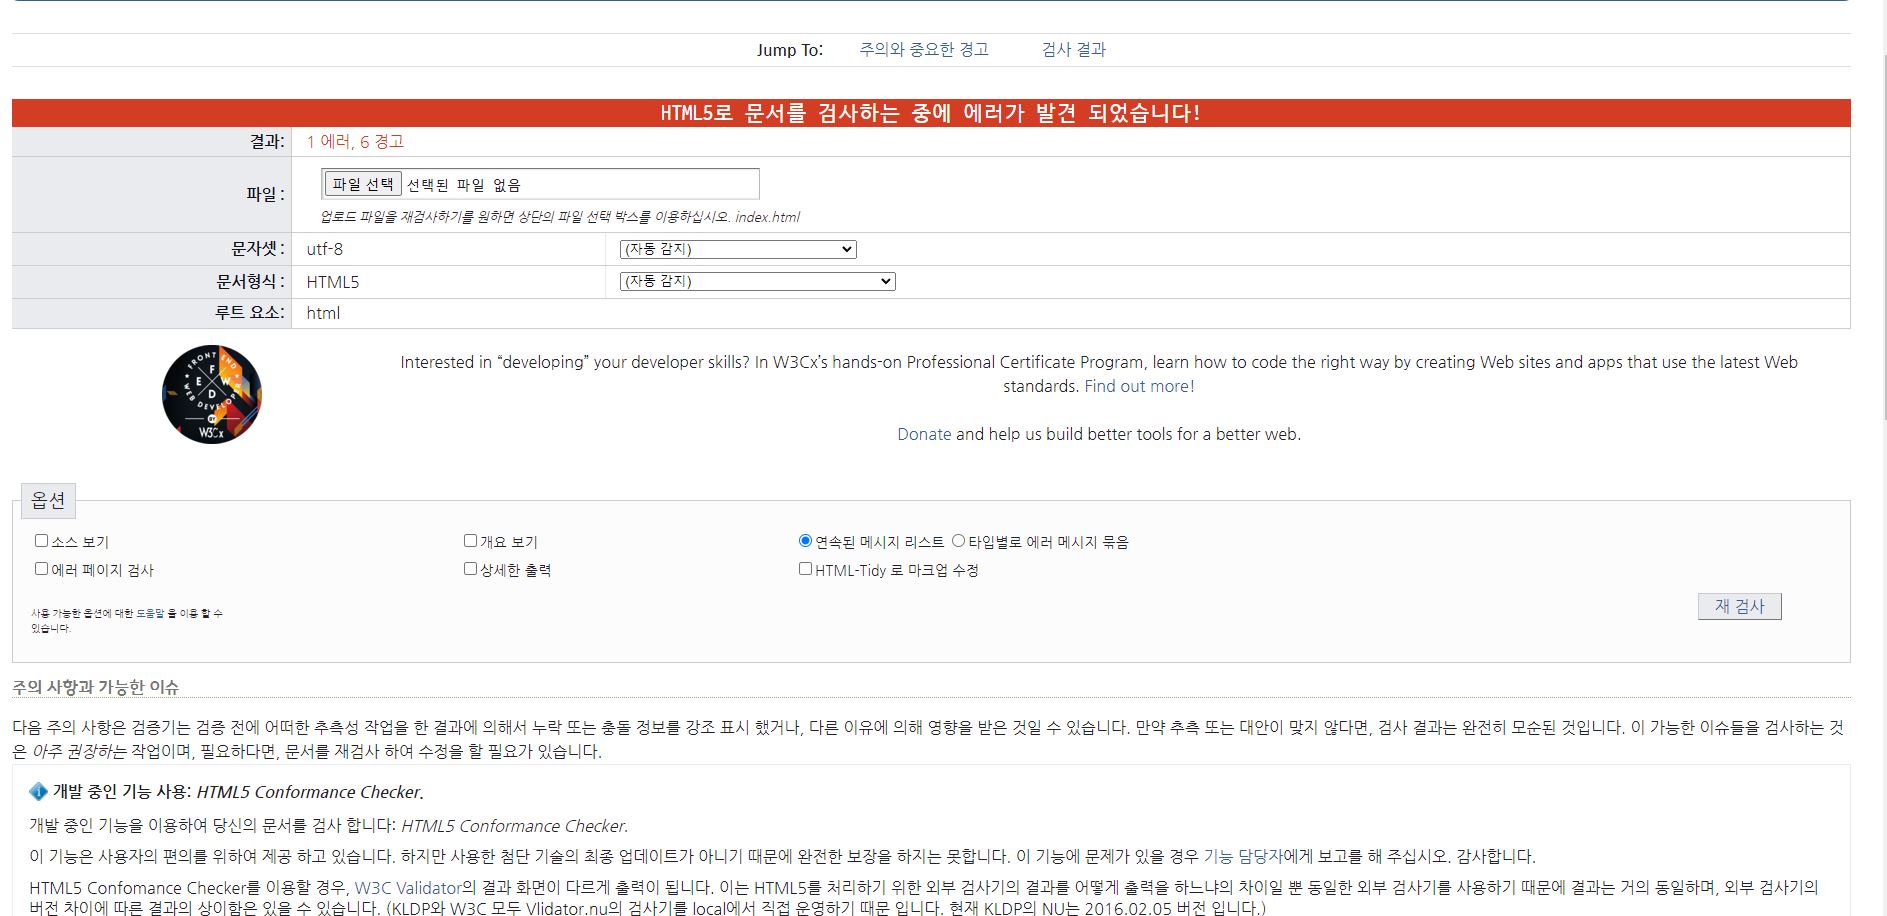 Jump To: 주의와 중요한 경고 검사 결과
HTML5로 문서를 검사하는 중에 에러가 발견 되었습니다!
결과: 1 에러, 6 경고
파일 : 파일 선택 선택된 파일 없음
업로드 파일을 재검사하기를 원하면 상단의 파일 선택 박스를 이용하십시오. index.html
문자셋 : utf-8 (자동 감지)
문서형식 : HTML5 (자동 감지)
루트 요소: html
FRONT END
WEB DEVELOPER
F E W D
BY
W3Cx
Interested in “developing” your developer skills? In W3Cx’s hands-on Professional Certificate Program, learn how to code the right way by creating Web sites and apps that use the latest Web
standards. Find out more!
Donate and help us build better tools for a better web.
옵션
소스 보기 개요 보기 연속된 메시지 리스트 타입별로 에러 메시지 묶음
에러 페이지 검사 상세한 출력 HTML-Tidy 로 마크업 수정
사용 가능한 옵션에 대한 도움말 을 이용 할 수
있습니다.
재 검사
주의 사항과 가능한 이슈
다음 주의 사항은 검증기는 검증 전에 어떠한 추측성 작업을 한 결과에 의해서 누락 또는 충돌 정보를 강조 표시 했거나, 다른 이유에 의해 영향을 받은 것일 수 있습니다. 만약 추측 또는 대안이 맞지 않다면, 검사 결과는 완전히 모순된 것입니다. 이 가능한 이슈들을 검사하는 것
은 아주 권장하는 작업이며, 필요하다면, 문서를 재검사 하여 수정을 할 필요가 있습니다.
개발 중인 기능 사용: HTML5 Conformance Checker.
개발 중인 기능을 이용하여 당신의 문서를 검사 합니다: HTML5 Conformance Checker.
이 기능은 사용자의 편의를 위하여 제공 하고 있습니다. 하지만 사용한 첨단 기술의 최종 업데이트가 아니기 때문에 완전한 보장을 하지는 못합니다. 이 기능에 문제가 있을 경우 기능 담당자에게 보고를 해 주십시오. 감사합니다.
HTML5 Confomance Checker를 이용할 경우, W3C Validator의 결과 화면이 다르게 출력이 됩니다. 이는 HTML5를 처리하기 위한 외부 검사기의 결과를 어떻게 출력을 하느냐의 차이일 뿐 동일한 외부 검사기를 사용하기 때문에 결과는 거의 동일하며, 외부 검사기의
버전 차이에 따른 결과의 상이함은 있을 수 있습니다. (KLDP와 W3C 모두 Vlidator.nu의 검사기를 local에서 직접 운영하기 때문 입니다. 현재 KLDP의 NU는 2016.02.05 버전 입니다.)